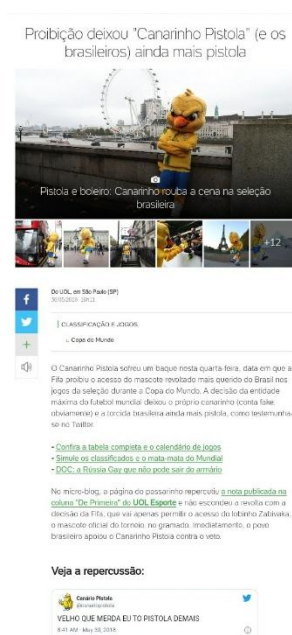 Proibição deixou "Canarinho Pistola" (e os
brasileiros) ainda mais pistola
Pistola e boleiro: Canarinho rouba a cena na seleção
brasileira
+12
Do UOL, em São Paulo (SP)
CLASSIFICAÇÃO E JOGOS
Copa do Mundo
O Canarinho Pistola sofreu um baque nesta quarta-feira, data em que a
Fifa proibiu o acesso do mascote revoltado mais querido do Brasil nos
jogos da seleção durante a Copa do Mundo. A decisão da entidade
máxima do futebol mundial deixou o próprio canarinho (conta fake,
obviamente) e a torcida brasileira ainda mais pistola, como testemunha-
se no Twitter.
- Confira a tabela completa e o calendário de jogos
- Simule os classificados e o mata-mata do Mundial
- DOC: a Rússia Gay que não pode sair do armário
No micro-blog, a página do passarinho repercutiu a nota publicada na
coluna "De Primeira" do UOL Esporte e não escondeu a revolta com a
decisão da Fifa, que vai apenas permitir o acesso do lobinho Zabivaka,
o mascote oficial do torneio, no gramado. Imediatamente, o povo
brasileiro apoiou o Canarinho Pistola contra o veto.
Veja a repercussão:
Canário Pistola
VELHO QUE MERDA EU TO PISTOLA DEMAIS
8:41 AM - May 30, 2018